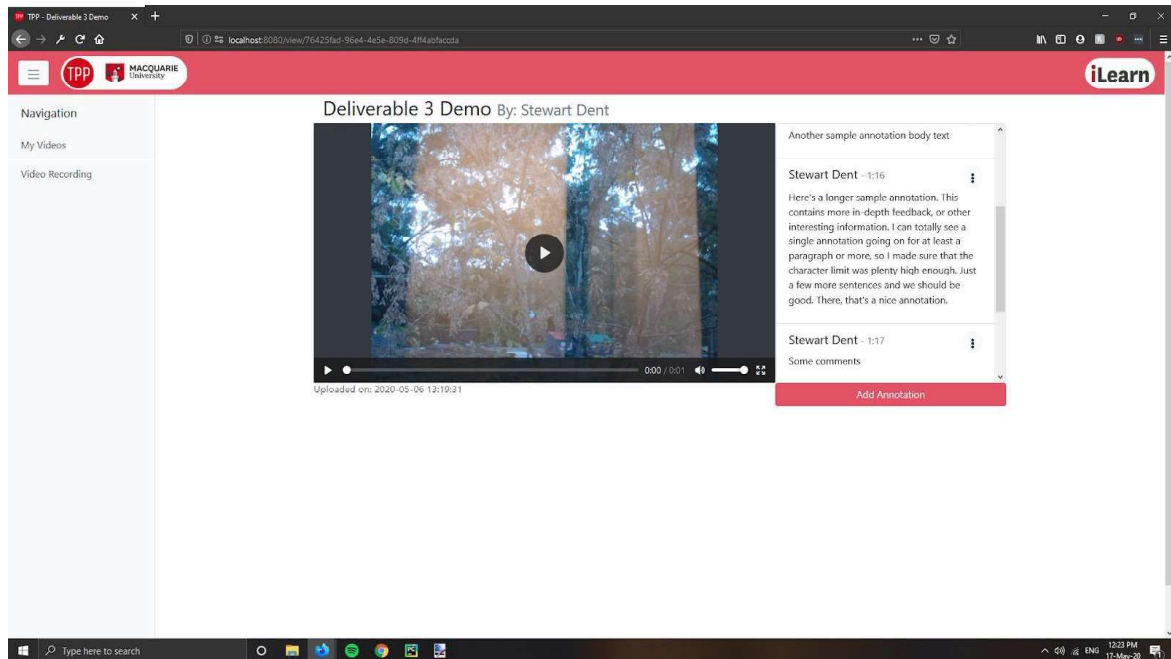 TPP - Deliverable 3 Demo
localhost:8080/view/76425fad-96e4-4e5e-809d-4ff4abfaccda
TPP
MACQUARIE
University
iLearn
Navigation
My Videos
Video Recording
Deliverable 3 Demo By: Stewart Dent
Another sample annotation body text
Stewart Dent - 1:16
Here's a longer sample annotation. This
contains more in-depth feedback, or other
interesting information. I can totally see a
single annotation going on for at least a
paragraph or more, so I made sure that the
character limit was plenty high enough. Just
a few more sentences and we should be
good. There, that's a nice annotation.
Stewart Dent - 1:17
Some comments
0:00 / 0:01
Uploaded on: 2020-05-06 13:19:31
Add Annotation
Type here to search
ENG
12:23 PM
17-May-20